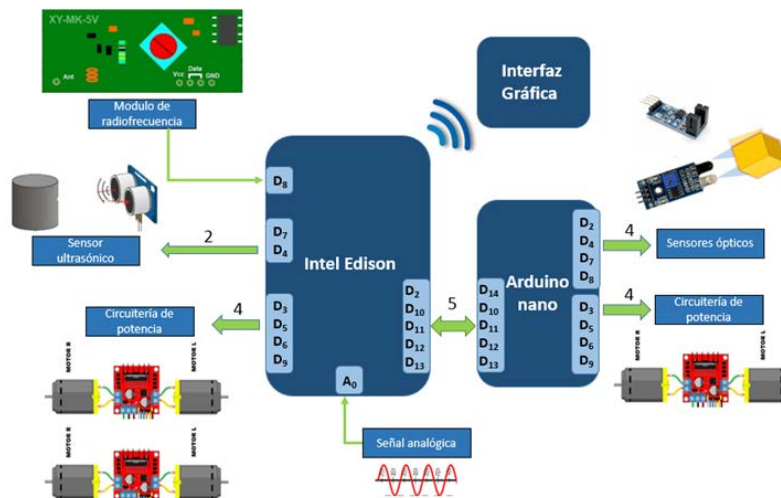 XY-MK-5V
Ant
Vcc
Data
GND
Modulo de
radiofrecuencia
Interfaz
Gráfica
D8
2
Sensor
ultrasónico
D7
D4
Intel Edison
D2
D10
D11
D12
D13
5
D14
D10
D11
D12
D13
Arduino
nano
D2
D4
D7
D8
4
Sensores ópticos
Circuitería de
potencia
4
D3
D5
D6
D9
D3
D5
D6
D9
4
Circuitería de
potencia
MOTOR R
MOTOR L
MOTOR R
MOTOR L
MOTOR R
MOTOR L
A0
Señal analógica